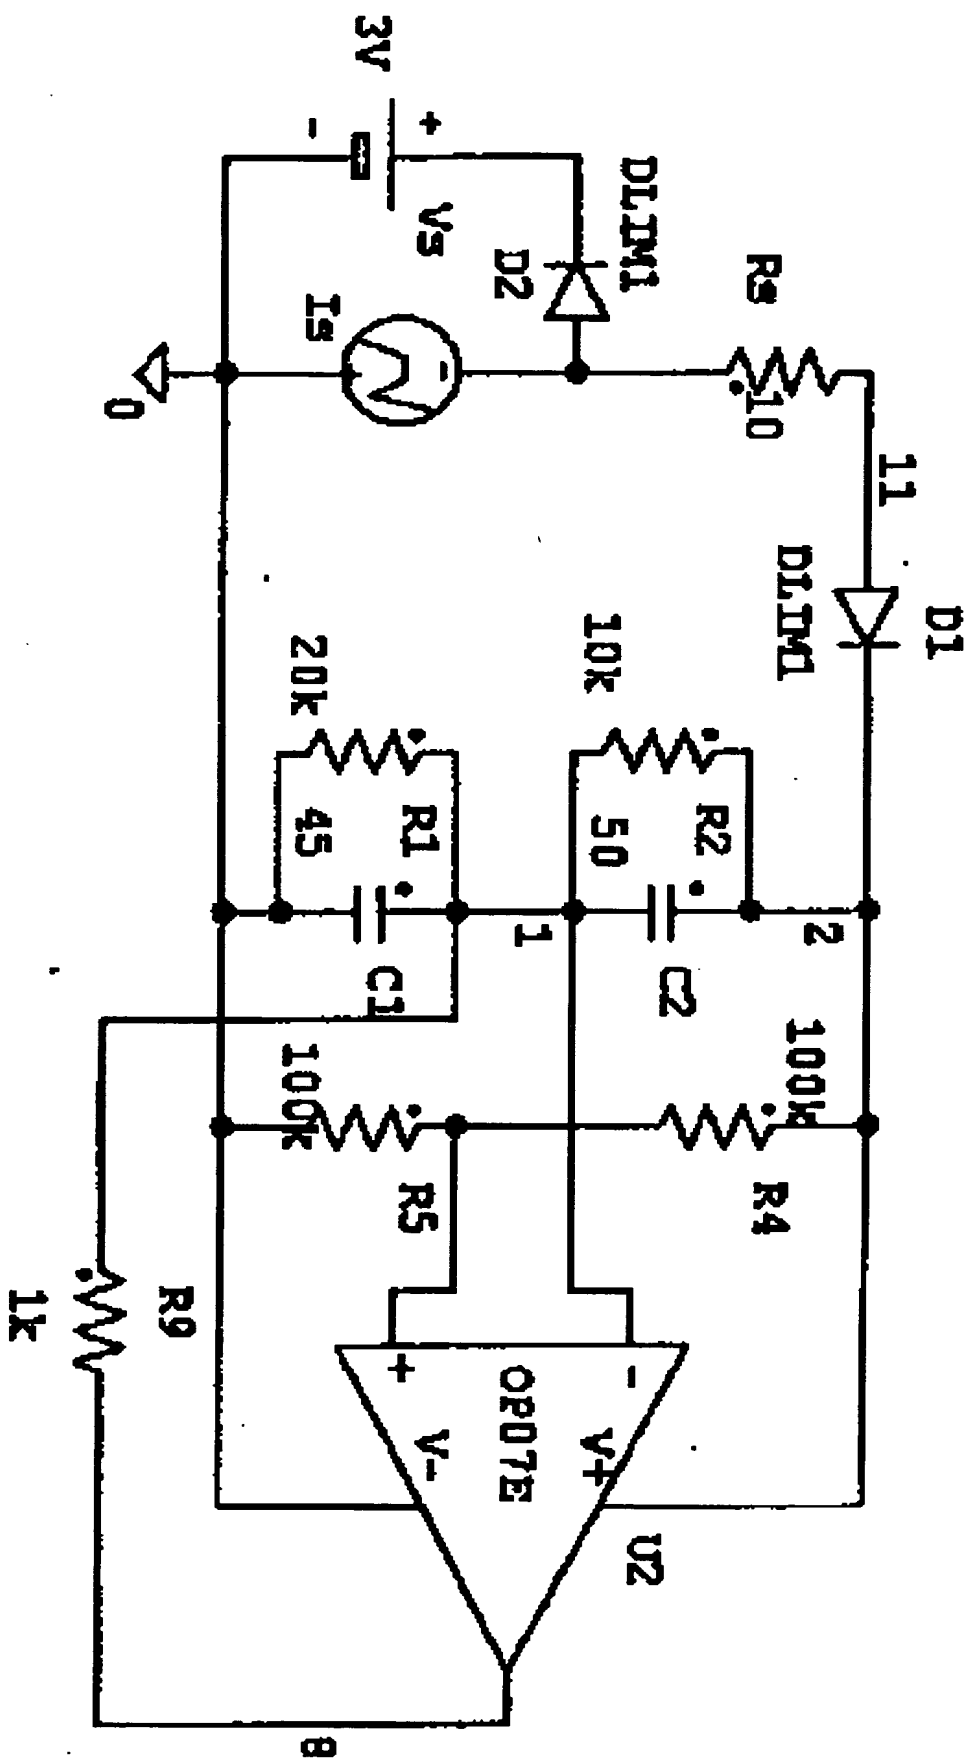 3V
+
-
Vs
DLIM1
D2
Is
-
0
Rs
10
11
D1
DLIM1
10k
R2
50
C2
2
1
20k
R1
45
C1
100k
R4
100k
R5
R9
1k
-
+
OP07E
V+
V-
U2
8